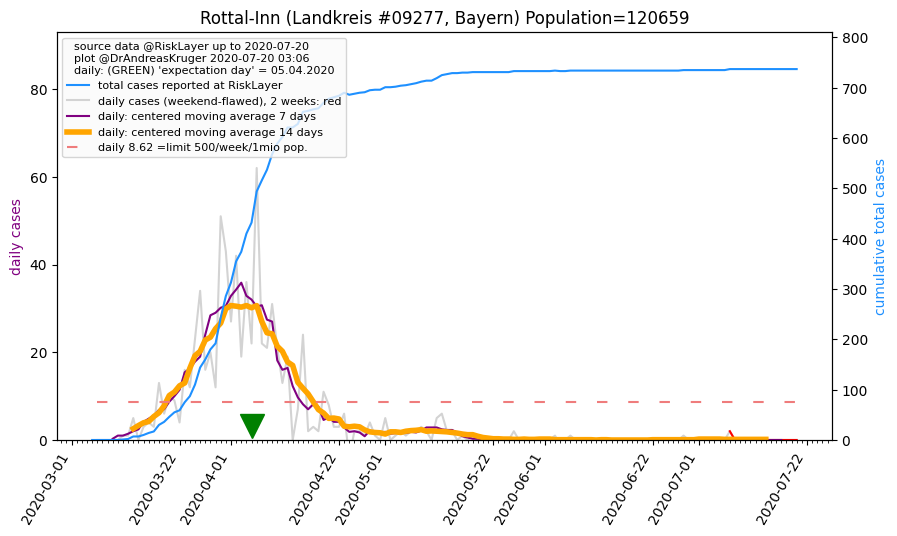 Rottal-Inn (Landkreis #09277, Bayern) Population=120659
source data @RiskLayer up to 2020-07-20
plot @DrAndreasKruger 2020-07-20 03:06
daily: (GREEN) 'expectation day' = 05.04.2020
total cases reported at RiskLayer
daily cases (weekend-flawed), 2 weeks: red
daily: centered moving average 7 days
daily: centered moving average 14 days
daily 8.62 =limit 500/week/1mio pop.
daily cases
0
20
40
60
80
cumulative total cases
0
100
200
300
400
500
600
700
800
2020-03-01
2020-03-22
2020-04-01
2020-04-22
2020-05-01
2020-05-22
2020-06-01
2020-06-22
2020-07-01
2020-07-22